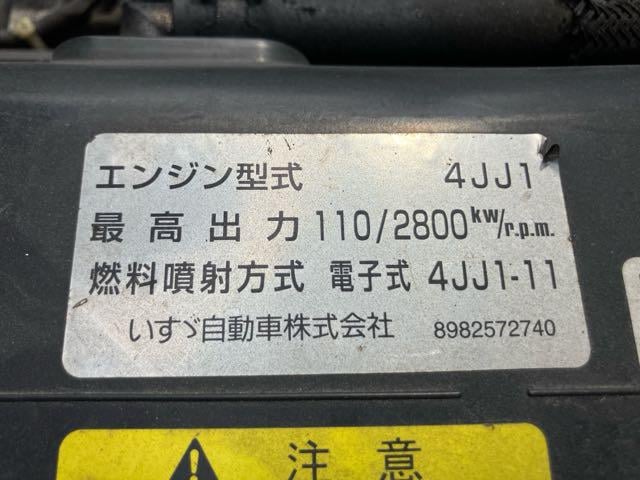 エンジン型式 4JJ1
最高出力 110/2800kw/r.p.m.
燃料噴射方式 電子式 4JJ1-11
いすゞ自動車株式会社 8982572740
注意